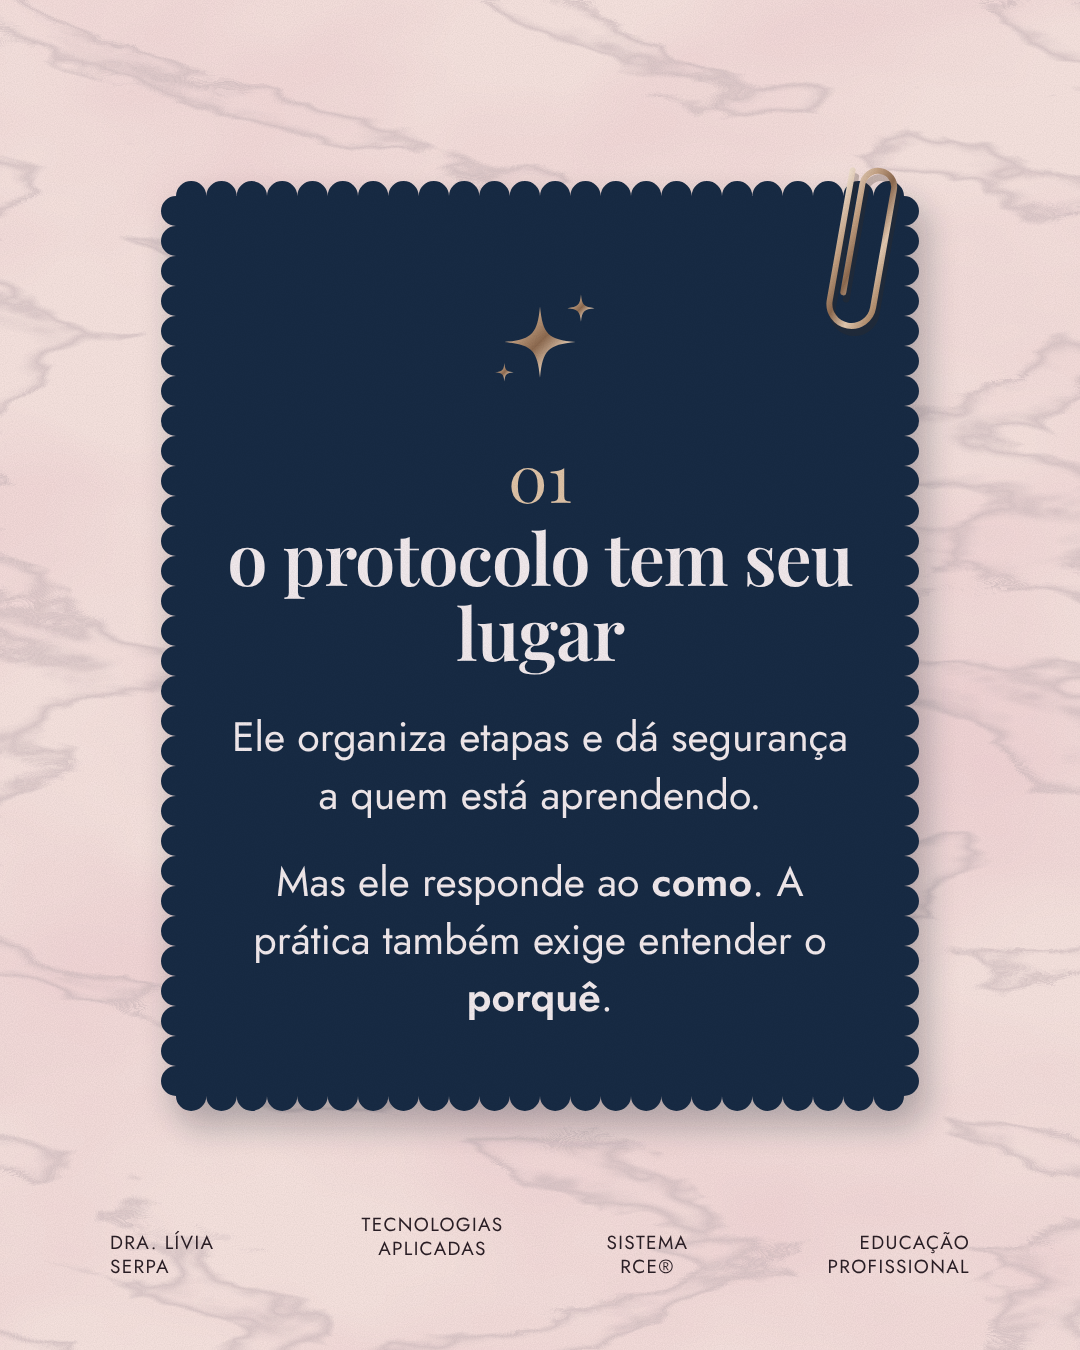 01
o protocolo tem seu
lugar
Ele organiza etapas e dá segurança
a quem está aprendendo.
Mas ele responde ao como. A
prática também exige entender o
porquê.
DRA. LÍVIA
SERPA
TECNOLOGIAS
APLICADAS
SISTEMA
RCE®
EDUCAÇÃO
PROFISSIONAL